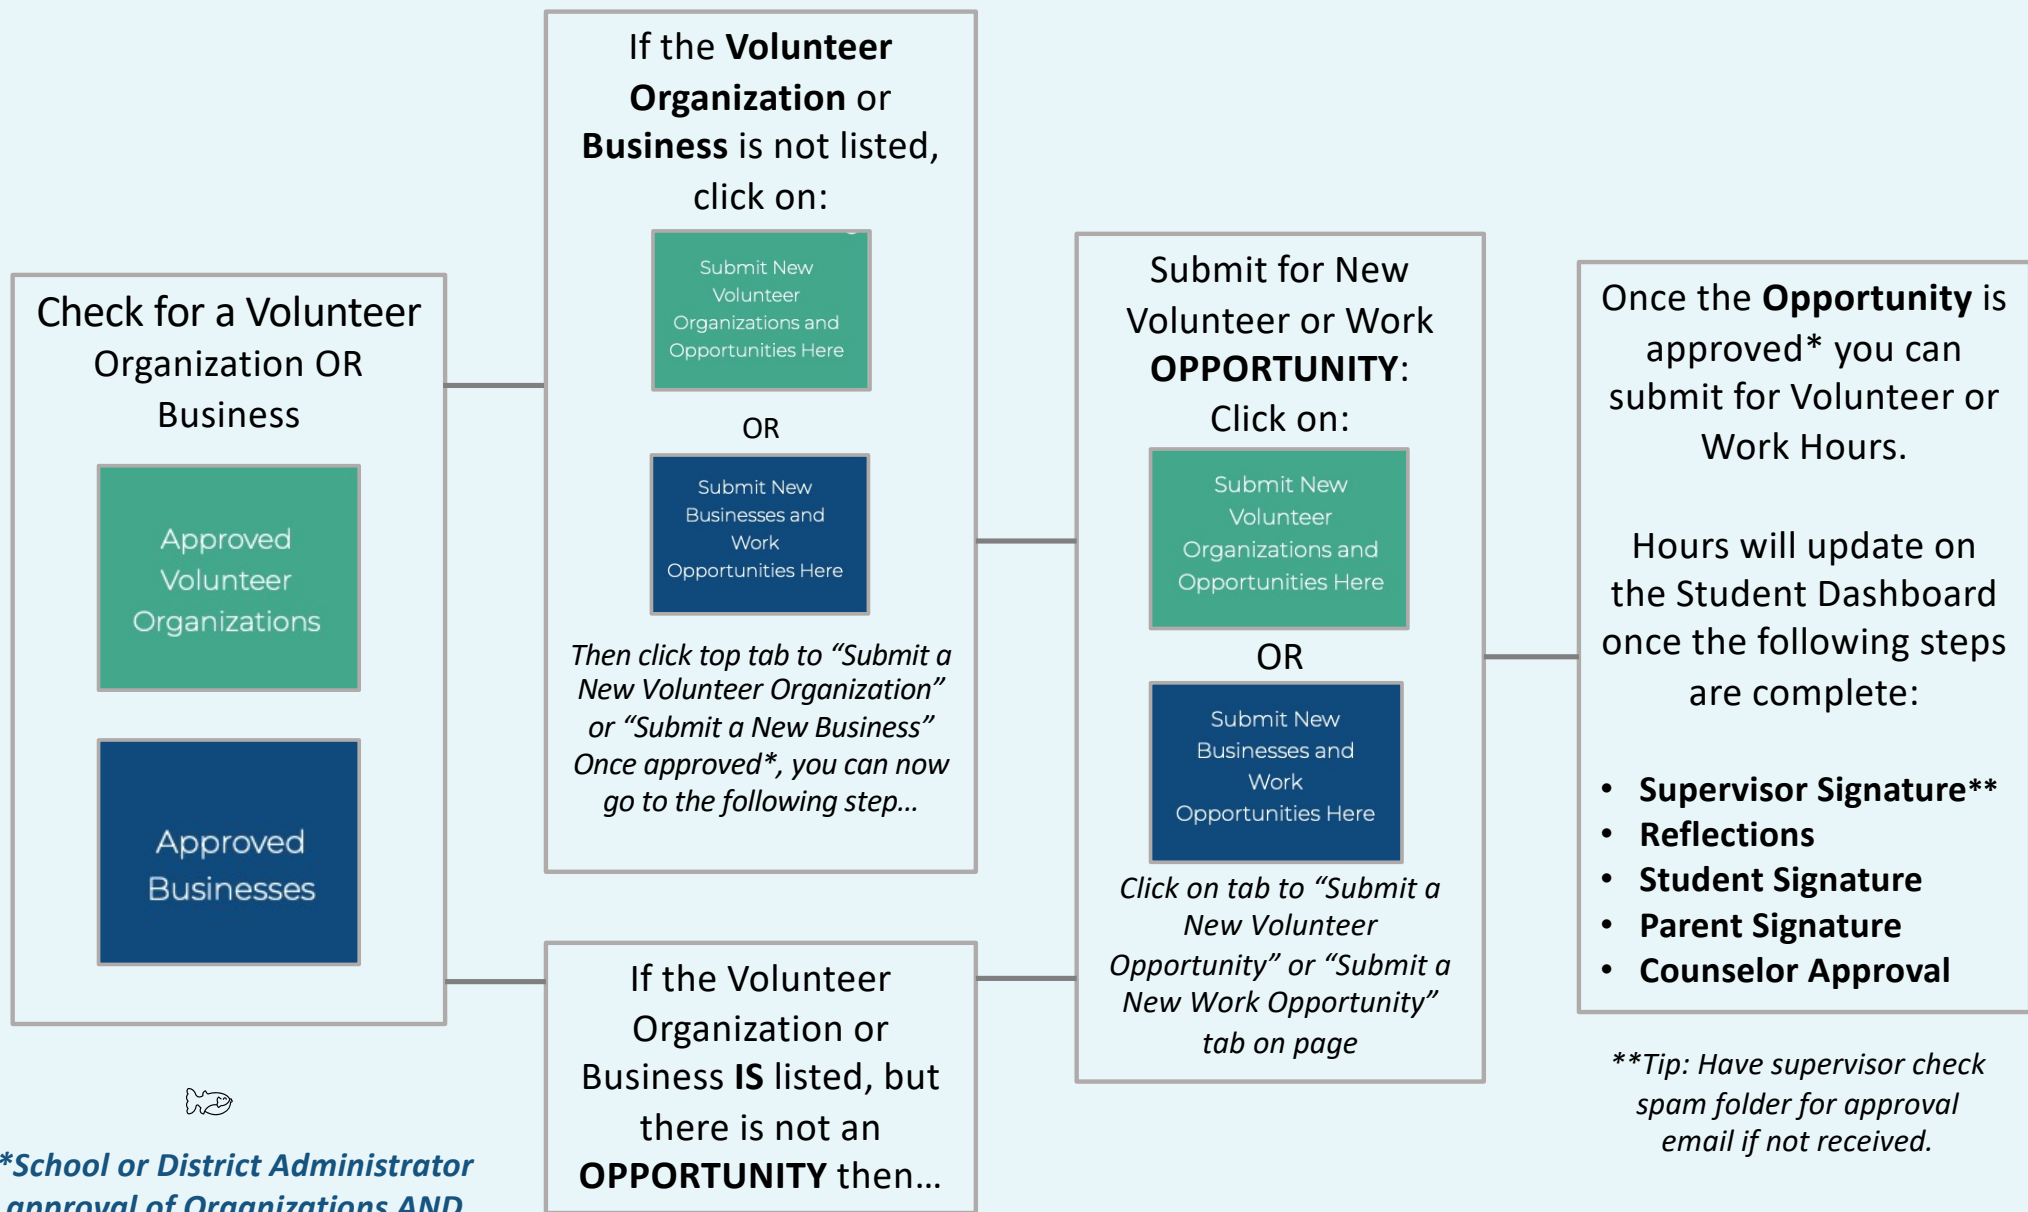 Check for a Volunteer
Organization OR
Business
Approved
Volunteer
Organizations
Approved
Businesses
*School or District Administrator
approval of Organizations AND
If the Volunteer
Organization or
Business is not listed,
click on:
Submit New
Volunteer
Organizations and
Opportunities Here
OR
Submit New
Businesses and
Work
Opportunities Here
Then click top tab to “Submit a
New Volunteer Organization”
or “Submit a New Business”
Once approved*, you can now
go to the following step…
If the Volunteer
Organization or
Business IS listed, but
there is not an
OPPORTUNITY then…
Submit for New
Volunteer or Work
OPPORTUNITY:
Click on:
Submit New
Volunteer
Organizations and
Opportunities Here
OR
Submit New
Businesses and
Work
Opportunities Here
Click on tab to “Submit a
New Volunteer
Opportunity” or “Submit a
New Work Opportunity”
tab on page
Once the Opportunity is
approved* you can
submit for Volunteer or
Work Hours.
Hours will update on
the Student Dashboard
once the following steps
are complete:
• Supervisor Signature**
• Reflections
• Student Signature
• Parent Signature
• Counselor Approval
**Tip: Have supervisor check
spam folder for approval
email if not received.